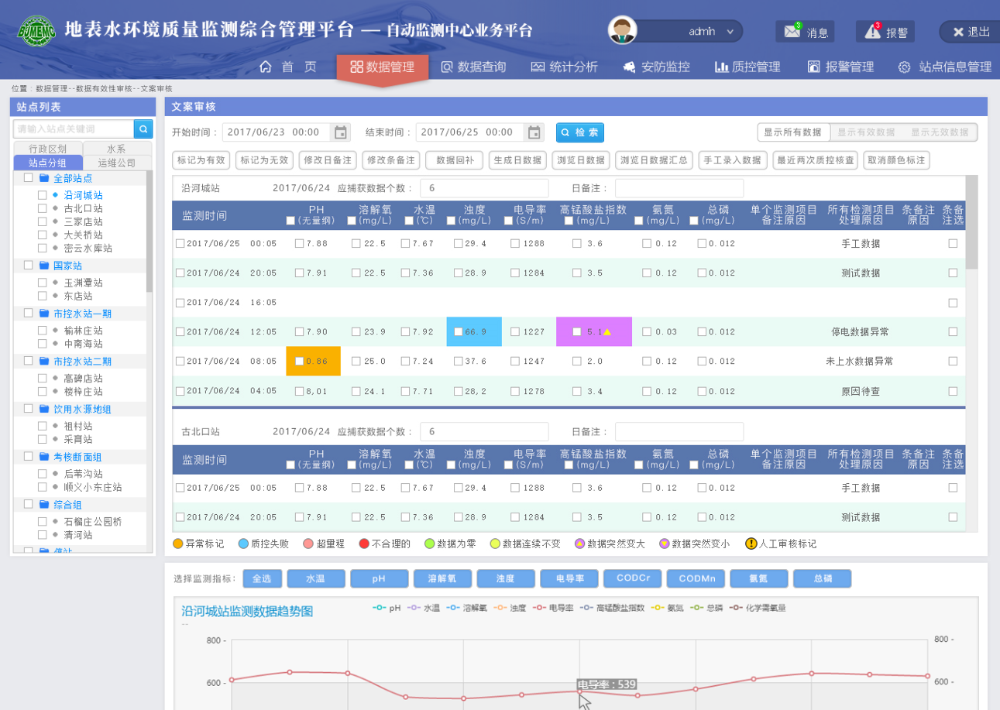 BJMEMC 地表水环境质量监测综合管理平台 — 自动监测中心业务平台
admin 3 消息 3 报警 退出
首 页 数据管理 数据查询 统计分析 安防监控 质控管理 报警管理 站点信息管理
位置：数据管理--数据有效性审核--文案审核
站点列表
请输入站点关键词
行政区划 水系
站点分组 运维公司
全部站点
沿河城站
古北口站
三家店站
大关桥站
密云水库站
国家站
玉渊潭站
东店站
市控水站一期
榆林庄站
中南海站
市控水站二期
高碑店站
楼梓庄站
饮用水源地组
祖村站
采育站
考核断面组
后苇沟站
顺义小东庄站
综合组
石榴庄公园桥
清河站
文案审核
开始时间： 2017/06/23 00:00 结束时间： 2017/06/25 00:00 检 索 显示所有数据 显示有效数据 显示无效数据
标记为有效 标记为无效 修改日备注 修改条备注 数据回补 生成日数据 浏览日数据 浏览日数据汇总 手工录入数据 最近两次质控核查 取消颜色标注
沿河城站 2017/06/24 应捕获数据个数： 6 日备注：
监测时间 PH (无量纲) 溶解氧 (mg/L) 水温 (℃) 浊度 (mg/L) 电导率 (S/m) 高锰酸盐指数 (mg/L) 氨氮 (mg/L) 总磷 (mg/L) 单个监测项目备注原因 所有检测项目处理原因 条备注原因 条备注选
2017/06/25 00:05 7.88 22.5 7.67 29.4 1288 3.6 0.12 0.012 手工数据
2017/06/24 20:05 7.91 22.5 7.36 28.9 1284 3.5 0.12 0.012 测试数据
2017/06/24 16:05
2017/06/24 12:05 7.90 23.9 7.92 66.9 1227 5.1 0.03 0.012 停电数据异常
2017/06/24 08:05 0.86 25.0 7.24 37.6 1247 2.0 0.12 0.012 未上水数据异常
2017/06/24 04:05 8,01 24.1 7.71 28,2 1278 3.4 0.12 0.012 原因待查
古北口站 2017/06/24 应捕获数据个数： 6 日备注：
监测时间 PH (无量纲) 溶解氧 (mg/L) 水温 (℃) 浊度 (mg/L) 电导率 (S/m) 高锰酸盐指数 (mg/L) 氨氮 (mg/L) 总磷 (mg/L) 单个监测项目备注原因 所有检测项目处理原因 条备注原因 条备注选
2017/06/25 00:05 7.88 22.5 7.67 29.4 1288 3.6 0.12 0.012 手工数据
2017/06/24 20:05 7.91 22.5 7.36 28.9 1284 3.5 0.12 0.012 测试数据
异常标记 质控失败 超量程 不合理的 数据为零 数据连续不变 数据突然变大 数据突然变小 人工审核标记
选择监测指标： 全选 水温 pH 溶解氧 浊度 电导率 CODCr CODMn 氨氮 总磷
沿河城站监测数据趋势图
--
pH 水温 溶解氧 浊度 电导率 高锰酸盐指数 氨氮 总磷 化学需氧量
800 - 800 -
600 - 600 -
电导率：539